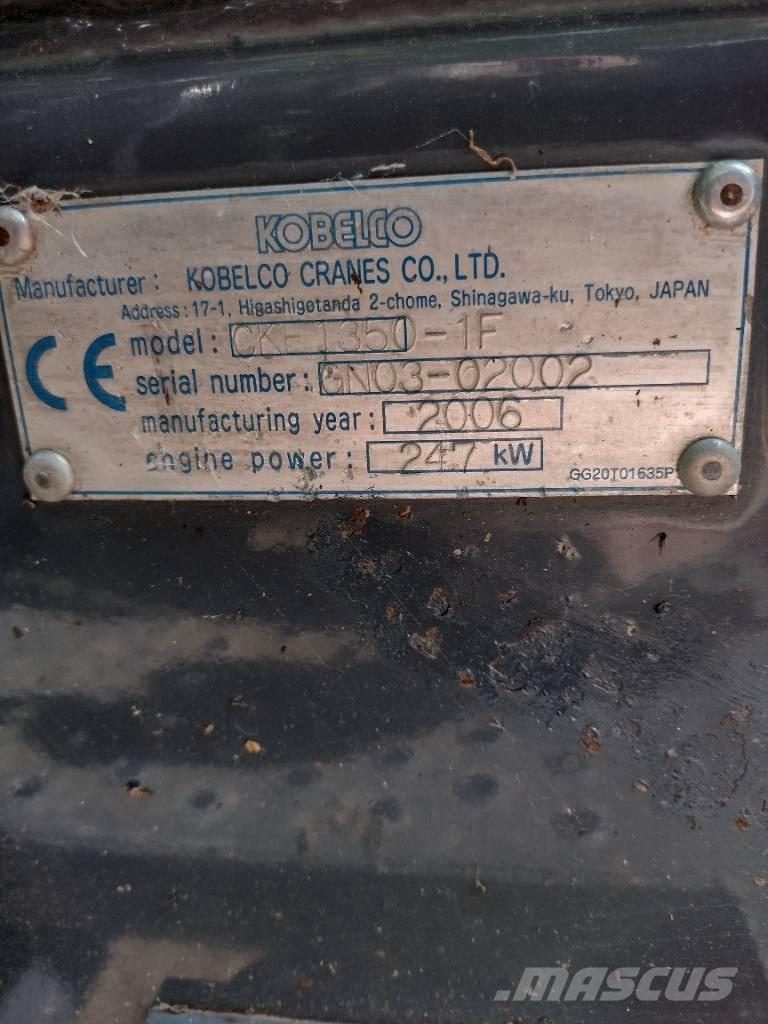 KOBELCO
Manufacturer: KOBELCO CRANES CO., LTD.
Address: 17-1, Higashigotanda 2-chome, Shinagawa-ku, Tokyo, JAPAN
CE model: CKE1350-1F
serial number: GN03-02002
manufacturing year: 2006
engine power: 247 kW
GG20T01635P1
MASCUS